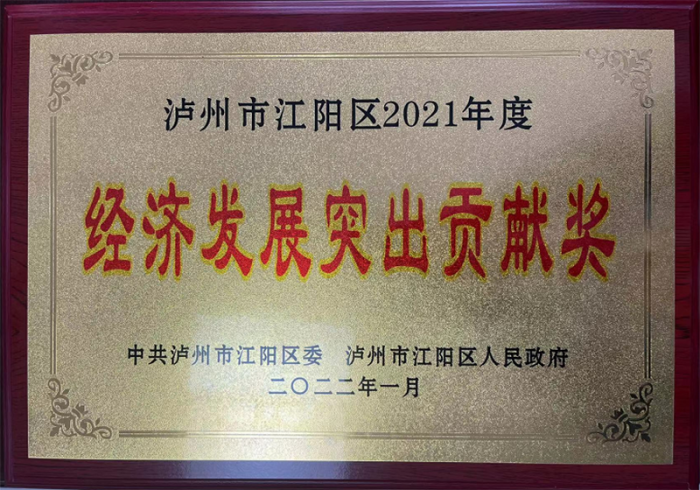 泸州市江阳区2021年度
经济发展突出贡献奖
中共泸州市江阳区委 泸州市江阳区人民政府
二〇二二年一月